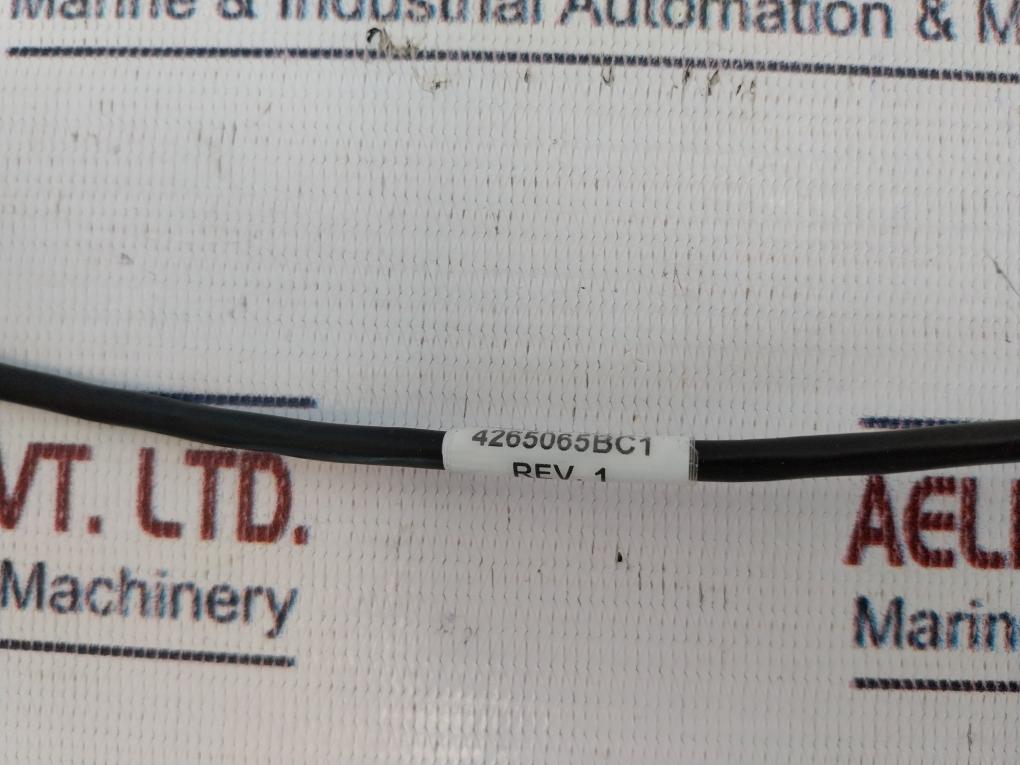 Marine & Industrial Automation & M
4265065BC1
REV. 1
VT. LTD.
Machinery
AEL
Marin